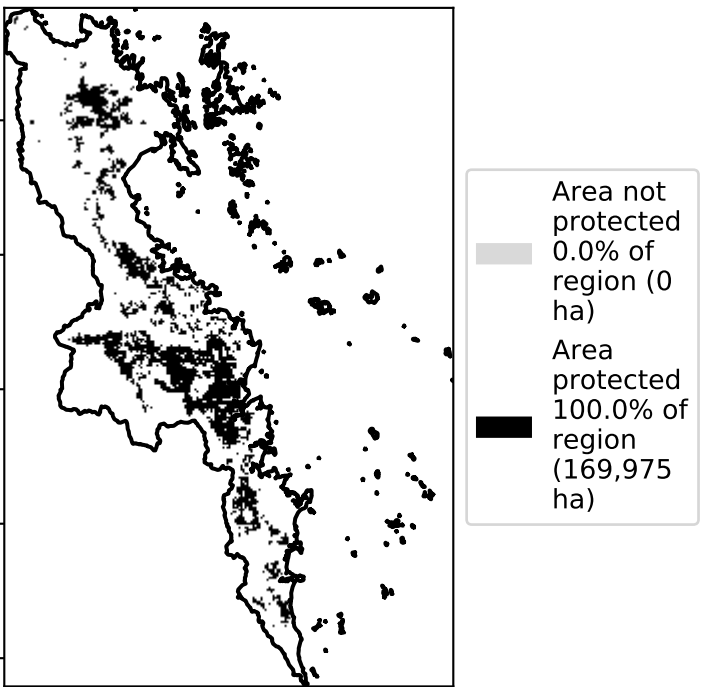 Area not
protected
0.0% of
region (0
ha)
Area
protected
100.0% of
region
(169,975
ha)